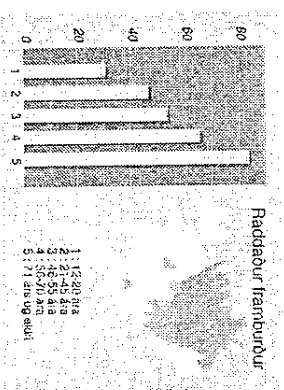 Raddaður framburður
80
60
40
20
0
1 2 3 4 5
1: 12-20 ára
2: 21-45 ára
3: 46-55 ára
4: 56-70 ára
5: 71 árs og eldri